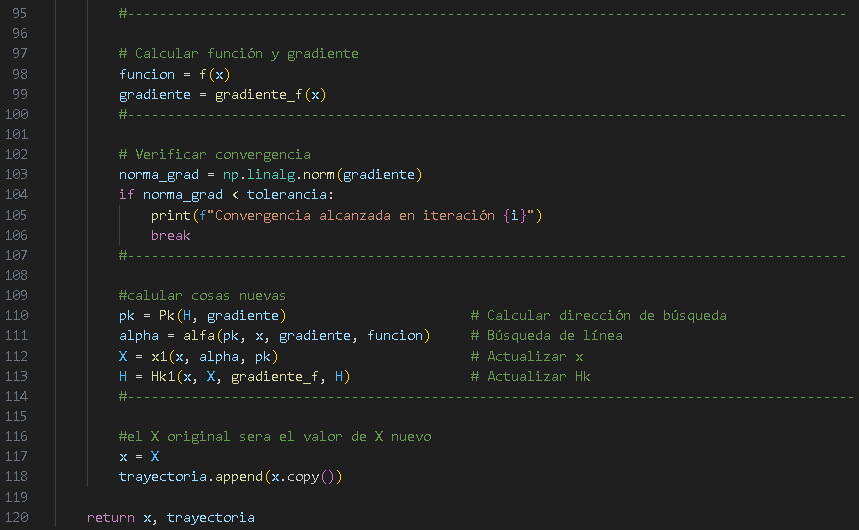 95 #------------------------------------------------------------------------------------------
96
97 # Calcular función y gradiente
98 funcion = f(x)
99 gradiente = gradiente_f(x)
100 #------------------------------------------------------------------------------------------
101
102 # Verificar convergencia
103 norma_grad = np.linalg.norm(gradiente)
104 if norma_grad < tolerancia:
105 print(f"Convergencia alcanzada en iteración {i}")
106 break
107 #------------------------------------------------------------------------------------------
108
109 #calular cosas nuevas
110 pk = Pk(H, gradiente) # Calcular dirección de búsqueda
111 alpha = alfa(pk, x, gradiente, funcion) # Búsqueda de línea
112 X = x1(x, alpha, pk) # Actualizar x
113 H = Hk1(x, X, gradiente_f, H) # Actualizar Hk
114 #-------------------------------------------------------------------------------------------
115
116 #el X original sera el valor de X nuevo
117 x = X
118 trayectoria.append(x.copy())
119
120 return x, trayectoria